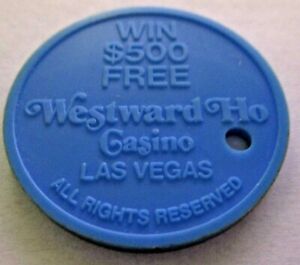 WIN
$500
FREE
Westward Ho
Casino
LAS VEGAS
ALL RIGHTS RESERVED